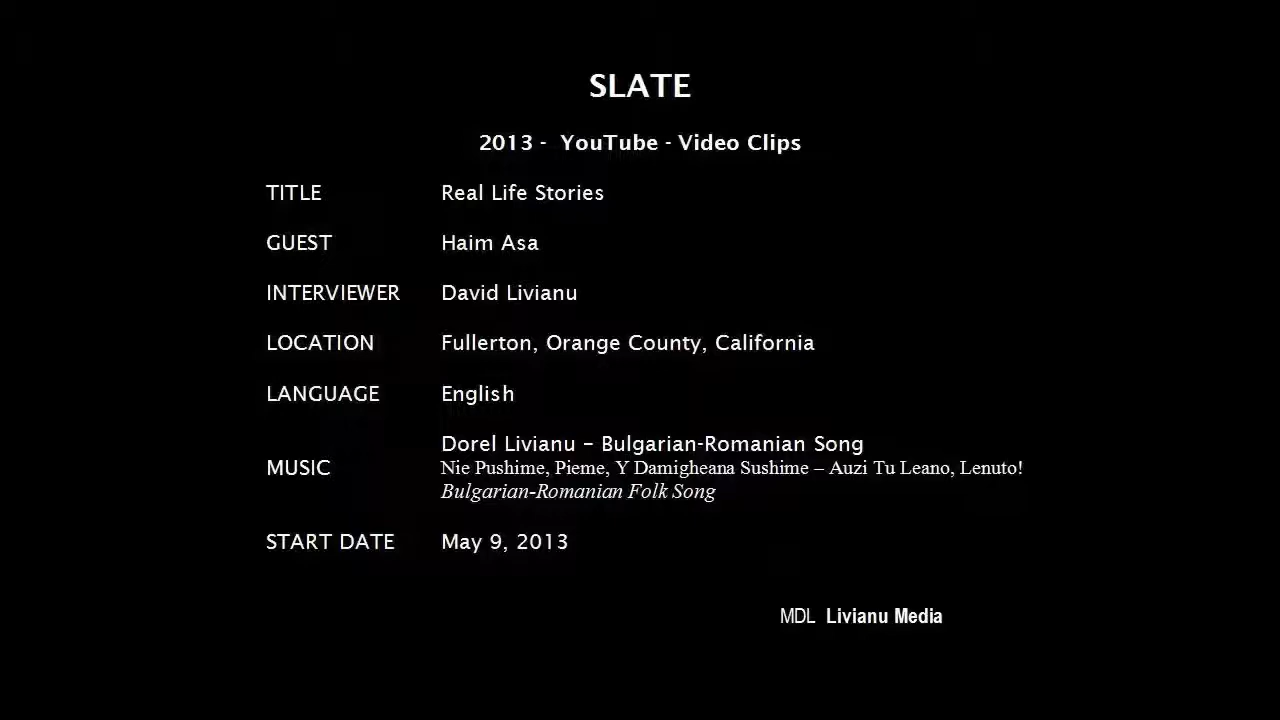 SLATE
2013 - YouTube - Video Clips
TITLE Real Life Stories
GUEST Haim Asa
INTERVIEWER David Livianu
LOCATION Fullerton, Orange County, California
LANGUAGE English
Dorel Livianu – Bulgarian-Romanian Song
MUSIC Nie Pushime, Pieme, Y Damigheana Sushime – Auzi Tu Leano, Lenuto!
Bulgarian-Romanian Folk Song
START DATE May 9, 2013
MDL Livianu Media